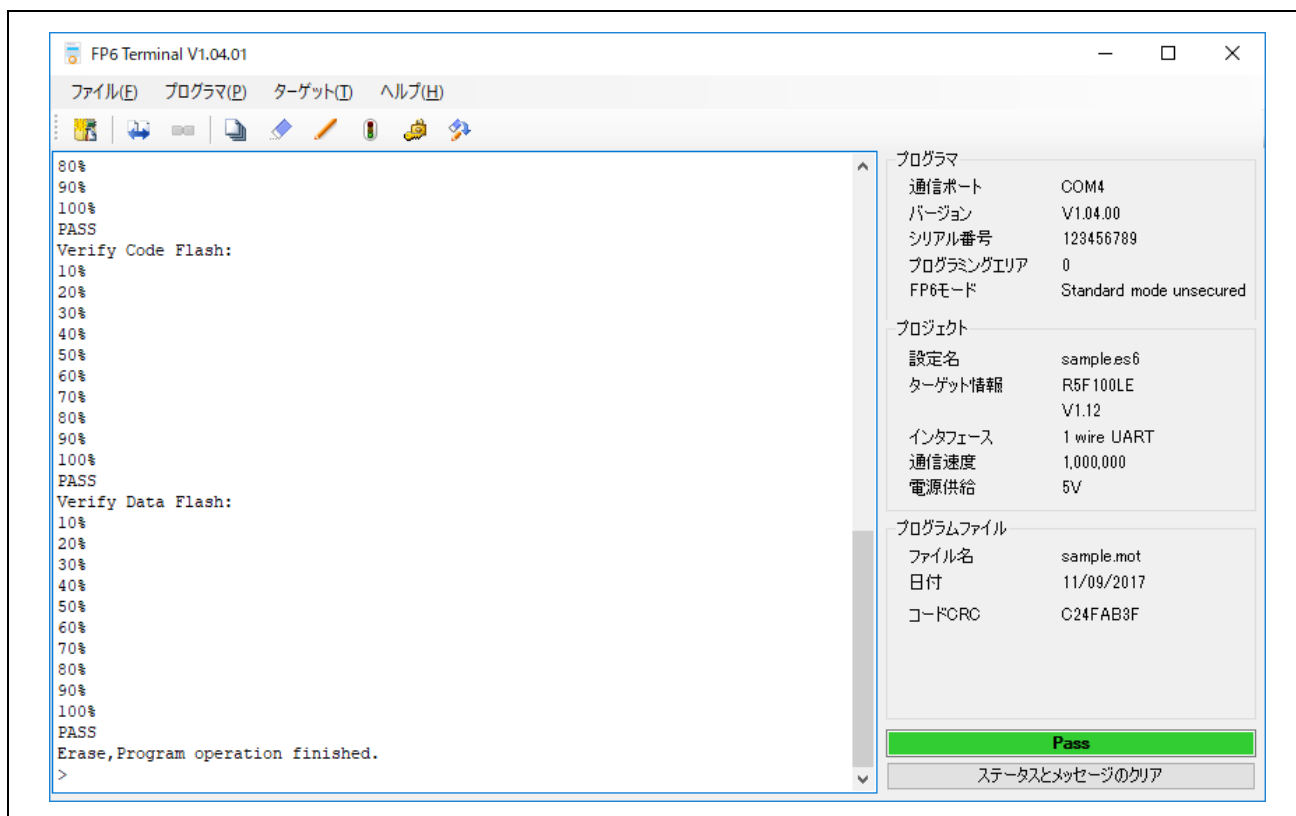 FP6 Terminal V1.04.01
ファイル(F) プログラマ(P) ターゲット(T) ヘルプ(H)
80%
90%
100%
PASS
Verify Code Flash:
10%
20%
30%
40%
50%
60%
70%
80%
90%
100%
PASS
Verify Data Flash:
10%
20%
30%
40%
50%
60%
70%
80%
90%
100%
PASS
Erase,Program operation finished.
>
プログラマ
通信ポート COM4
バージョン V1.04.00
シリアル番号 123456789
プログラミングエリア 0
FP6モード Standard mode unsecured
プロジェクト
設定名 sample.es6
ターゲット情報 R5F100LE
V1.12
インタフェース 1 wire UART
通信速度 1,000,000
電源供給 5V
プログラムファイル
ファイル名 sample.mot
日付 11/09/2017
コードCRC C24FAB3F
Pass
ステータスとメッセージのクリア